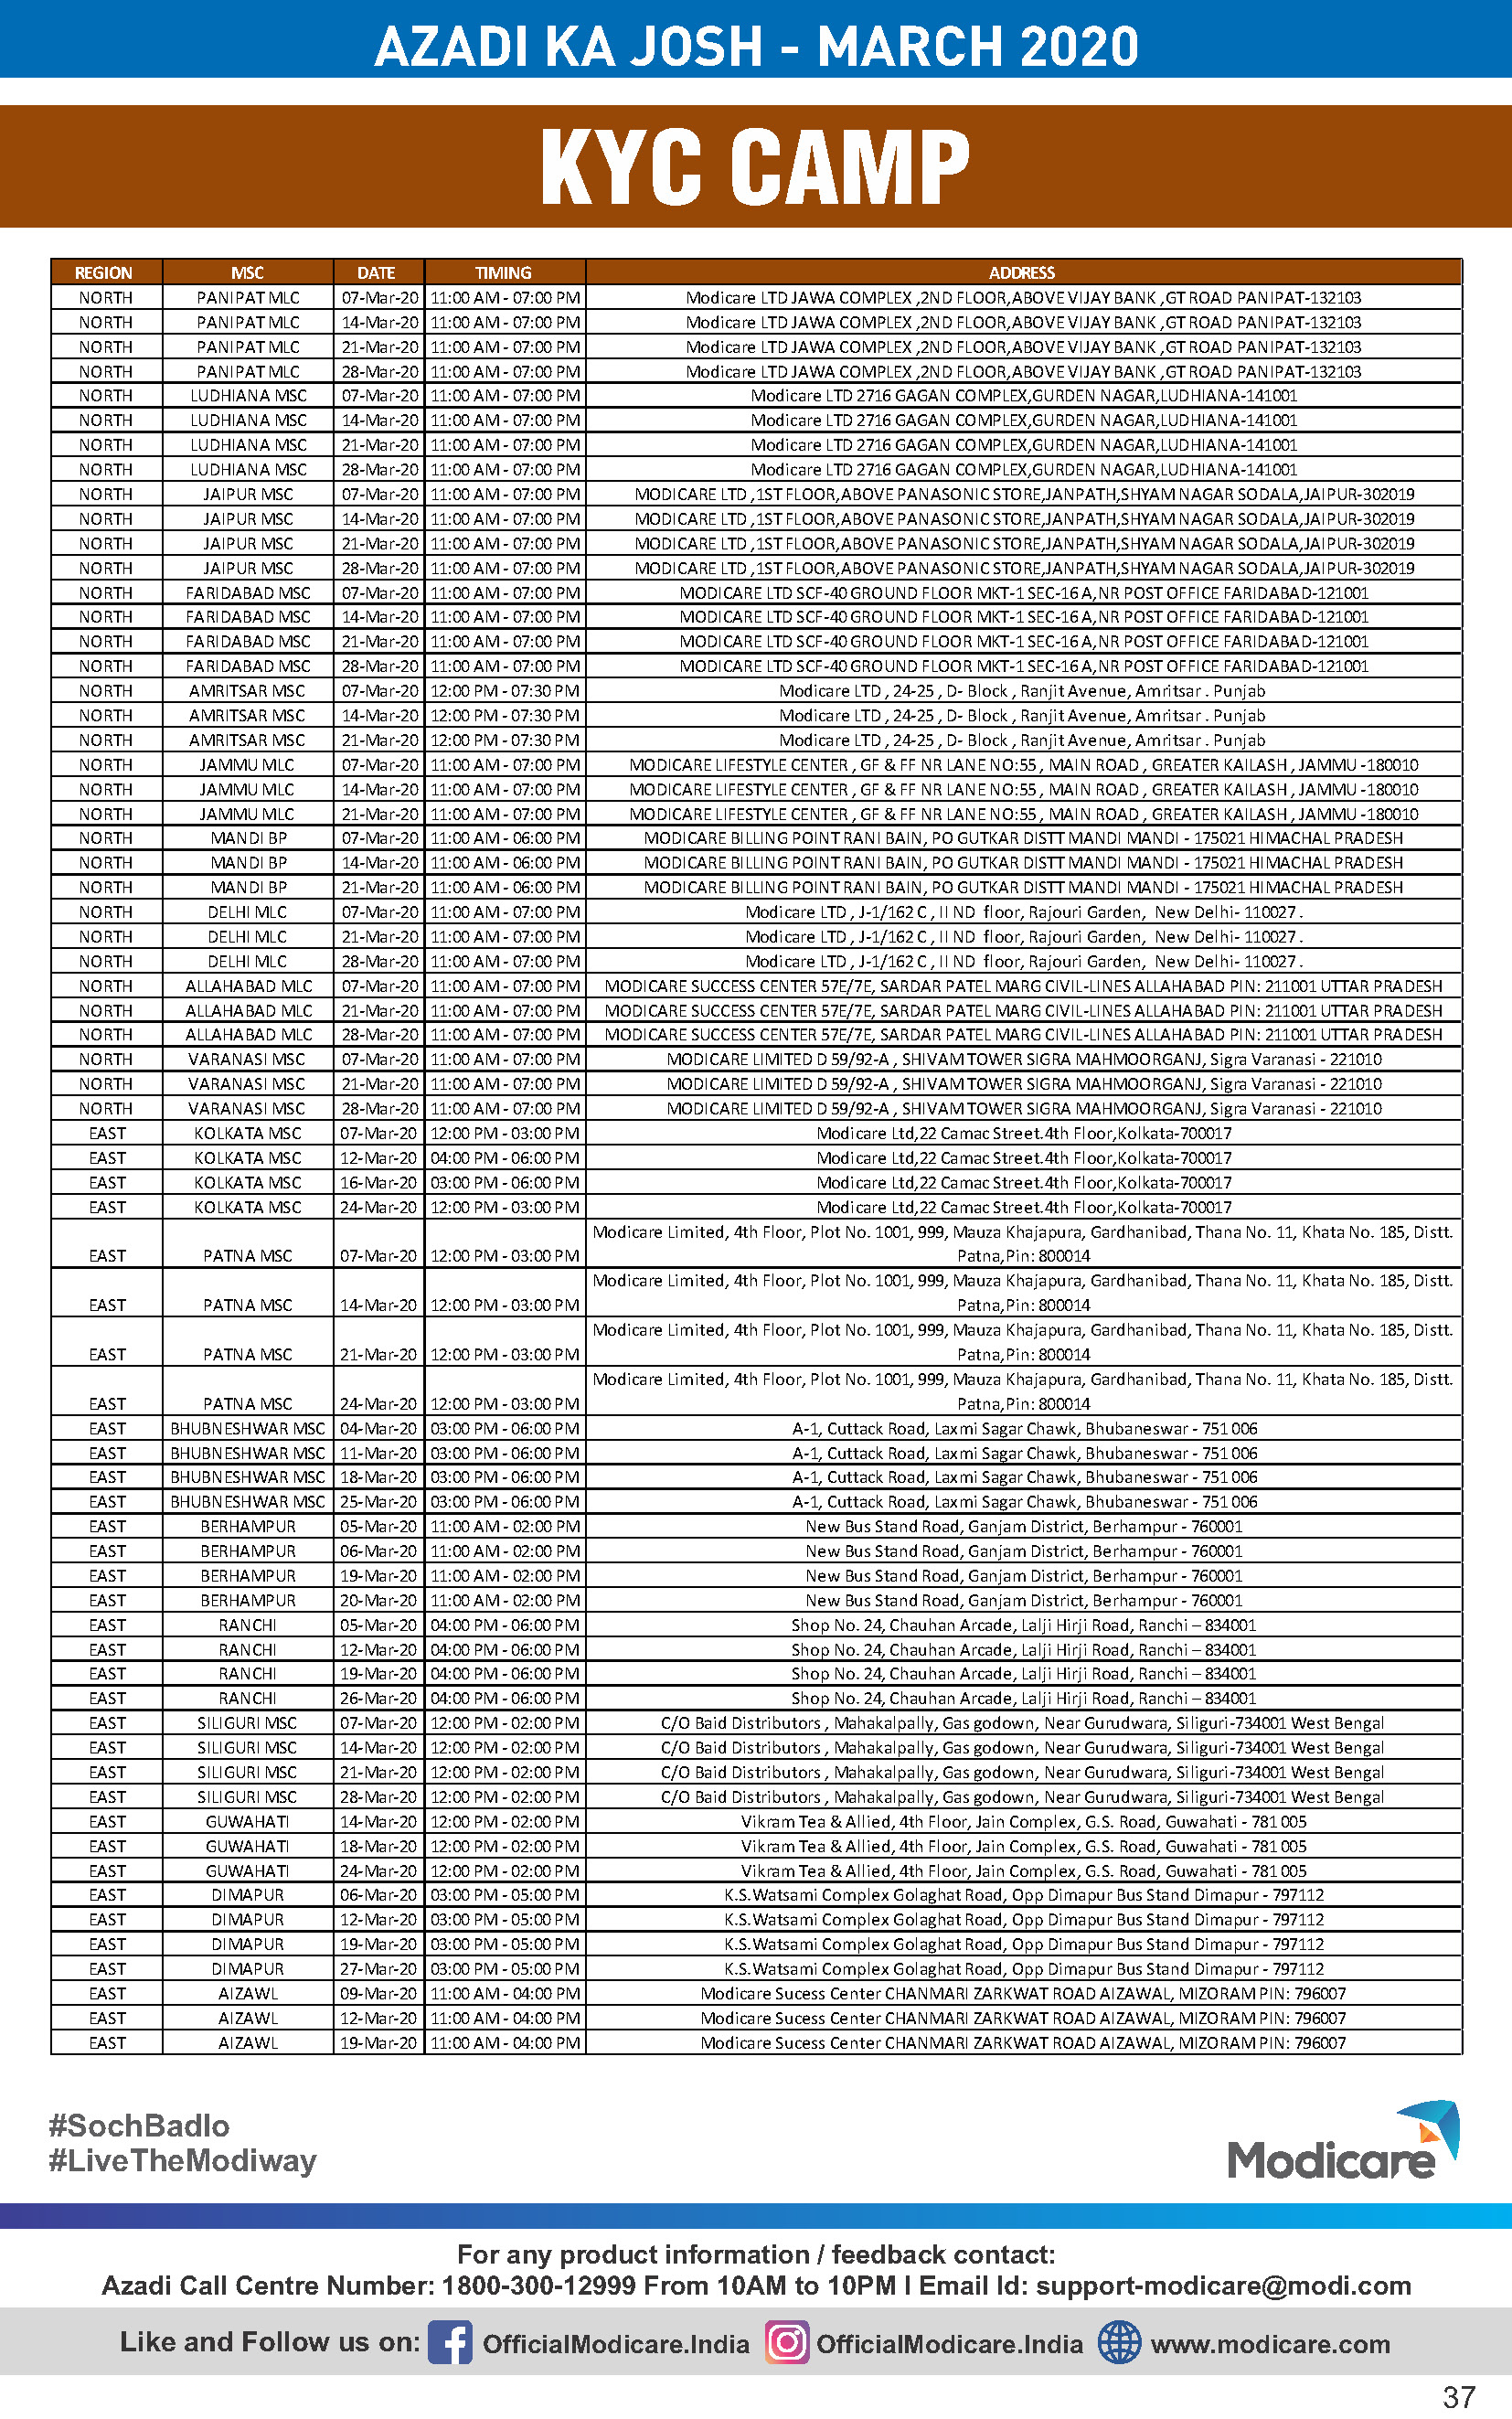 AZADI KA JOSH - MARCH 2020
KYC CAMP
REGION MSC DATE TIMING ADDRESS
NORTH PANIPAT MLC 07-Mar-20 11:00 AM - 07:00 PM Modicare LTD JAWA COMPLEX ,2ND FLOOR,ABOVE VIJAY BANK ,GT ROAD PANIPAT-132103
NORTH PANIPAT MLC 14-Mar-20 11:00 AM - 07:00 PM Modicare LTD JAWA COMPLEX ,2ND FLOOR,ABOVE VIJAY BANK ,GT ROAD PANIPAT-132103
NORTH PANIPAT MLC 21-Mar-20 11:00 AM - 07:00 PM Modicare LTD JAWA COMPLEX ,2ND FLOOR,ABOVE VIJAY BANK ,GT ROAD PANIPAT-132103
NORTH PANIPAT MLC 28-Mar-20 11:00 AM - 07:00 PM Modicare LTD JAWA COMPLEX ,2ND FLOOR,ABOVE VIJAY BANK ,GT ROAD PANIPAT-132103
NORTH LUDHIANA MSC 07-Mar-20 11:00 AM - 07:00 PM Modicare LTD 2716 GAGAN COMPLEX,GURDEN NAGAR,LUDHIANA-141001
NORTH LUDHIANA MSC 14-Mar-20 11:00 AM - 07:00 PM Modicare LTD 2716 GAGAN COMPLEX,GURDEN NAGAR,LUDHIANA-141001
NORTH LUDHIANA MSC 21-Mar-20 11:00 AM - 07:00 PM Modicare LTD 2716 GAGAN COMPLEX,GURDEN NAGAR,LUDHIANA-141001
NORTH LUDHIANA MSC 28-Mar-20 11:00 AM - 07:00 PM Modicare LTD 2716 GAGAN COMPLEX,GURDEN NAGAR,LUDHIANA-141001
NORTH JAIPUR MSC 07-Mar-20 11:00 AM - 07:00 PM MODICARE LTD ,1ST FLOOR,ABOVE PANASONIC STORE,JANPATH,SHYAM NAGAR SODALA,JAIPUR-302019
NORTH JAIPUR MSC 14-Mar-20 11:00 AM - 07:00 PM MODICARE LTD ,1ST FLOOR,ABOVE PANASONIC STORE,JANPATH,SHYAM NAGAR SODALA,JAIPUR-302019
NORTH JAIPUR MSC 21-Mar-20 11:00 AM - 07:00 PM MODICARE LTD ,1ST FLOOR,ABOVE PANASONIC STORE,JANPATH,SHYAM NAGAR SODALA,JAIPUR-302019
NORTH JAIPUR MSC 28-Mar-20 11:00 AM - 07:00 PM MODICARE LTD ,1ST FLOOR,ABOVE PANASONIC STORE,JANPATH,SHYAM NAGAR SODALA,JAIPUR-302019
NORTH FARIDABAD MSC 07-Mar-20 11:00 AM - 07:00 PM MODICARE LTD SCF-40 GROUND FLOOR MKT-1 SEC-16 A,NR POST OFFICE FARIDABAD-121001
NORTH FARIDABAD MSC 14-Mar-20 11:00 AM - 07:00 PM MODICARE LTD SCF-40 GROUND FLOOR MKT-1 SEC-16 A,NR POST OFFICE FARIDABAD-121001
NORTH FARIDABAD MSC 21-Mar-20 11:00 AM - 07:00 PM MODICARE LTD SCF-40 GROUND FLOOR MKT-1 SEC-16 A,NR POST OFFICE FARIDABAD-121001
NORTH FARIDABAD MSC 28-Mar-20 11:00 AM - 07:00 PM MODICARE LTD SCF-40 GROUND FLOOR MKT-1 SEC-16 A,NR POST OFFICE FARIDABAD-121001
NORTH AMRITSAR MSC 07-Mar-20 12:00 PM - 07:30 PM Modicare LTD , 24-25 , D- Block , Ranjit Avenue, Amritsar . Punjab
NORTH AMRITSAR MSC 14-Mar-20 12:00 PM - 07:30 PM Modicare LTD , 24-25 , D- Block , Ranjit Avenue, Amritsar . Punjab
NORTH AMRITSAR MSC 21-Mar-20 12:00 PM - 07:30 PM Modicare LTD , 24-25 , D- Block , Ranjit Avenue, Amritsar . Punjab
NORTH JAMMU MLC 07-Mar-20 11:00 AM - 07:00 PM MODICARE LIFESTYLE CENTER , GF & FF NR LANE NO:55 , MAIN ROAD , GREATER KAILASH , JAMMU -180010
NORTH JAMMU MLC 14-Mar-20 11:00 AM - 07:00 PM MODICARE LIFESTYLE CENTER , GF & FF NR LANE NO:55 , MAIN ROAD , GREATER KAILASH , JAMMU -180010
NORTH JAMMU MLC 21-Mar-20 11:00 AM - 07:00 PM MODICARE LIFESTYLE CENTER , GF & FF NR LANE NO:55 , MAIN ROAD , GREATER KAILASH , JAMMU -180010
NORTH MANDI BP 07-Mar-20 11:00 AM - 06:00 PM MODICARE BILLING POINT RANI BAIN, PO GUTKAR DISTT MANDI MANDI - 175021 HIMACHAL PRADESH
NORTH MANDI BP 14-Mar-20 11:00 AM - 06:00 PM MODICARE BILLING POINT RANI BAIN, PO GUTKAR DISTT MANDI MANDI - 175021 HIMACHAL PRADESH
NORTH MANDI BP 21-Mar-20 11:00 AM - 06:00 PM MODICARE BILLING POINT RANI BAIN, PO GUTKAR DISTT MANDI MANDI - 175021 HIMACHAL PRADESH
NORTH DELHI MLC 07-Mar-20 11:00 AM - 07:00 PM Modicare LTD , J-1/162 C , II ND floor, Rajouri Garden, New Delhi- 110027 .
NORTH DELHI MLC 21-Mar-20 11:00 AM - 07:00 PM Modicare LTD , J-1/162 C , II ND floor, Rajouri Garden, New Delhi- 110027 .
NORTH DELHI MLC 28-Mar-20 11:00 AM - 07:00 PM Modicare LTD , J-1/162 C , II ND floor, Rajouri Garden, New Delhi- 110027 .
NORTH ALLAHABAD MLC 07-Mar-20 11:00 AM - 07:00 PM MODICARE SUCCESS CENTER 57E/7E, SARDAR PATEL MARG CIVIL-LINES ALLAHABAD PIN: 211001 UTTAR PRADESH
NORTH ALLAHABAD MLC 21-Mar-20 11:00 AM - 07:00 PM MODICARE SUCCESS CENTER 57E/7E, SARDAR PATEL MARG CIVIL-LINES ALLAHABAD PIN: 211001 UTTAR PRADESH
NORTH ALLAHABAD MLC 28-Mar-20 11:00 AM - 07:00 PM MODICARE SUCCESS CENTER 57E/7E, SARDAR PATEL MARG CIVIL-LINES ALLAHABAD PIN: 211001 UTTAR PRADESH
NORTH VARANASI MSC 07-Mar-20 11:00 AM - 07:00 PM MODICARE LIMITED D 59/92-A , SHIVAM TOWER SIGRA MAHMOORGANJ, Sigra Varanasi - 221010
NORTH VARANASI MSC 21-Mar-20 11:00 AM - 07:00 PM MODICARE LIMITED D 59/92-A , SHIVAM TOWER SIGRA MAHMOORGANJ, Sigra Varanasi - 221010
NORTH VARANASI MSC 28-Mar-20 11:00 AM - 07:00 PM MODICARE LIMITED D 59/92-A , SHIVAM TOWER SIGRA MAHMOORGANJ, Sigra Varanasi - 221010
EAST KOLKATA MSC 07-Mar-20 12:00 PM - 03:00 PM Modicare Ltd,22 Camac Street.4th Floor,Kolkata-700017
EAST KOLKATA MSC 12-Mar-20 04:00 PM - 06:00 PM Modicare Ltd,22 Camac Street.4th Floor,Kolkata-700017
EAST KOLKATA MSC 16-Mar-20 03:00 PM - 06:00 PM Modicare Ltd,22 Camac Street.4th Floor,Kolkata-700017
EAST KOLKATA MSC 24-Mar-20 12:00 PM - 03:00 PM Modicare Ltd,22 Camac Street.4th Floor,Kolkata-700017
Modicare Limited, 4th Floor, Plot No. 1001, 999, Mauza Khajapura, Gardhanibad, Thana No. 11, Khata No. 185, Distt.
EAST PATNA MSC 07-Mar-20 12:00 PM - 03:00 PM Patna,Pin: 800014
Modicare Limited, 4th Floor, Plot No. 1001, 999, Mauza Khajapura, Gardhanibad, Thana No. 11, Khata No. 185, Distt.
EAST PATNA MSC 14-Mar-20 12:00 PM - 03:00 PM Patna,Pin: 800014
Modicare Limited, 4th Floor, Plot No. 1001, 999, Mauza Khajapura, Gardhanibad, Thana No. 11, Khata No. 185, Distt.
EAST PATNA MSC 21-Mar-20 12:00 PM - 03:00 PM Patna,Pin: 800014
Modicare Limited, 4th Floor, Plot No. 1001, 999, Mauza Khajapura, Gardhanibad, Thana No. 11, Khata No. 185, Distt.
EAST PATNA MSC 24-Mar-20 12:00 PM - 03:00 PM Patna,Pin: 800014
EAST BHUBNESHWAR MSC 04-Mar-20 03:00 PM - 06:00 PM A-1, Cuttack Road, Laxmi Sagar Chawk, Bhubaneswar - 751 006
EAST BHUBNESHWAR MSC 11-Mar-20 03:00 PM - 06:00 PM A-1, Cuttack Road, Laxmi Sagar Chawk, Bhubaneswar - 751 006
EAST BHUBNESHWAR MSC 18-Mar-20 03:00 PM - 06:00 PM A-1, Cuttack Road, Laxmi Sagar Chawk, Bhubaneswar - 751 006
EAST BHUBNESHWAR MSC 25-Mar-20 03:00 PM - 06:00 PM A-1, Cuttack Road, Laxmi Sagar Chawk, Bhubaneswar - 751 006
EAST BERHAMPUR 05-Mar-20 11:00 AM - 02:00 PM New Bus Stand Road, Ganjam District, Berhampur - 760001
EAST BERHAMPUR 06-Mar-20 11:00 AM - 02:00 PM New Bus Stand Road, Ganjam District, Berhampur - 760001
EAST BERHAMPUR 19-Mar-20 11:00 AM - 02:00 PM New Bus Stand Road, Ganjam District, Berhampur - 760001
EAST BERHAMPUR 20-Mar-20 11:00 AM - 02:00 PM New Bus Stand Road, Ganjam District, Berhampur - 760001
EAST RANCHI 05-Mar-20 04:00 PM - 06:00 PM Shop No. 24, Chauhan Arcade, Lalji Hirji Road, Ranchi – 834001
EAST RANCHI 12-Mar-20 04:00 PM - 06:00 PM Shop No. 24, Chauhan Arcade, Lalji Hirji Road, Ranchi – 834001
EAST RANCHI 19-Mar-20 04:00 PM - 06:00 PM Shop No. 24, Chauhan Arcade, Lalji Hirji Road, Ranchi – 834001
EAST RANCHI 26-Mar-20 04:00 PM - 06:00 PM Shop No. 24, Chauhan Arcade, Lalji Hirji Road, Ranchi – 834001
EAST SILIGURI MSC 07-Mar-20 12:00 PM - 02:00 PM C/O Baid Distributors , Mahakalpally, Gas godown, Near Gurudwara, Siliguri-734001 West Bengal
EAST SILIGURI MSC 14-Mar-20 12:00 PM - 02:00 PM C/O Baid Distributors , Mahakalpally, Gas godown, Near Gurudwara, Siliguri-734001 West Bengal
EAST SILIGURI MSC 21-Mar-20 12:00 PM - 02:00 PM C/O Baid Distributors , Mahakalpally, Gas godown, Near Gurudwara, Siliguri-734001 West Bengal
EAST SILIGURI MSC 28-Mar-20 12:00 PM - 02:00 PM C/O Baid Distributors , Mahakalpally, Gas godown, Near Gurudwara, Siliguri-734001 West Bengal
EAST GUWAHATI 14-Mar-20 12:00 PM - 02:00 PM Vikram Tea & Allied, 4th Floor, Jain Complex, G.S. Road, Guwahati - 781 005
EAST GUWAHATI 18-Mar-20 12:00 PM - 02:00 PM Vikram Tea & Allied, 4th Floor, Jain Complex, G.S. Road, Guwahati - 781 005
EAST GUWAHATI 24-Mar-20 12:00 PM - 02:00 PM Vikram Tea & Allied, 4th Floor, Jain Complex, G.S. Road, Guwahati - 781 005
EAST DIMAPUR 06-Mar-20 03:00 PM - 05:00 PM K.S.Watsami Complex Golaghat Road, Opp Dimapur Bus Stand Dimapur - 797112
EAST DIMAPUR 12-Mar-20 03:00 PM - 05:00 PM K.S.Watsami Complex Golaghat Road, Opp Dimapur Bus Stand Dimapur - 797112
EAST DIMAPUR 19-Mar-20 03:00 PM - 05:00 PM K.S.Watsami Complex Golaghat Road, Opp Dimapur Bus Stand Dimapur - 797112
EAST DIMAPUR 27-Mar-20 03:00 PM - 05:00 PM K.S.Watsami Complex Golaghat Road, Opp Dimapur Bus Stand Dimapur - 797112
EAST AIZAWL 09-Mar-20 11:00 AM - 04:00 PM Modicare Sucess Center CHANMARI ZARKWAT ROAD AIZAWAL, MIZORAM PIN: 796007
EAST AIZAWL 12-Mar-20 11:00 AM - 04:00 PM Modicare Sucess Center CHANMARI ZARKWAT ROAD AIZAWAL, MIZORAM PIN: 796007
EAST AIZAWL 19-Mar-20 11:00 AM - 04:00 PM Modicare Sucess Center CHANMARI ZARKWAT ROAD AIZAWAL, MIZORAM PIN: 796007
#SochBadlo
#LiveTheModiway
Modicare
For any product information / feedback contact:
Azadi Call Centre Number: 1800-300-12999 From 10AM to 10PM I Email Id: support-modicare@modi.com
Like and Follow us on: OfficialModicare.India OfficialModicare.India www.modicare.com
37